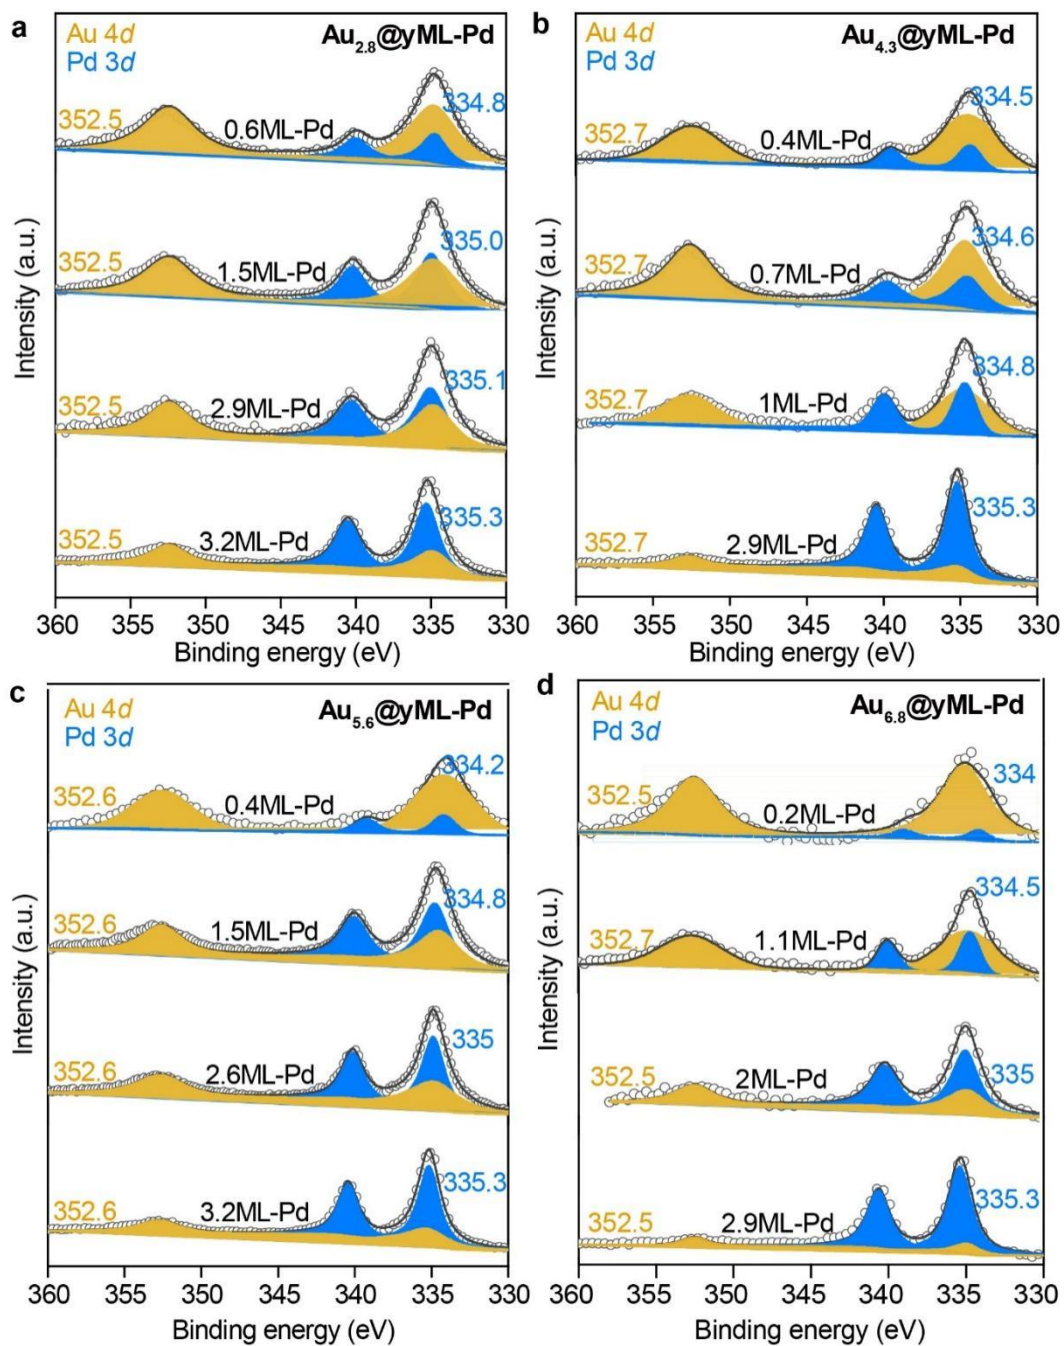 a
Au 4d
Pd 3d
Au2.8@yML-Pd
352.5
0.6ML-Pd
334.8
352.5
1.5ML-Pd
335.0
352.5
2.9ML-Pd
335.1
352.5
3.2ML-Pd
335.3
Intensity (a.u.)
360 355 350 345 340 335 330
Binding energy (eV)
b
Au 4d
Pd 3d
Au4.3@yML-Pd
352.7
0.4ML-Pd
334.5
352.7
0.7ML-Pd
334.6
352.7
1ML-Pd
334.8
352.7
2.9ML-Pd
335.3
Intensity (a.u.)
360 355 350 345 340 335 330
Binding energy (eV)
c
Au 4d
Pd 3d
Au5.6@yML-Pd
352.6
0.4ML-Pd
334.2
352.6
1.5ML-Pd
334.8
352.6
2.6ML-Pd
335
352.6
3.2ML-Pd
335.3
Intensity (a.u.)
360 355 350 345 340 335 330
Binding energy (eV)
d
Au 4d
Pd 3d
Au6.8@yML-Pd
352.5
0.2ML-Pd
334
352.7
1.1ML-Pd
334.5
352.5
2ML-Pd
335
352.5
2.9ML-Pd
335.3
Intensity (a.u.)
360 355 350 345 340 335 330
Binding energy (eV)